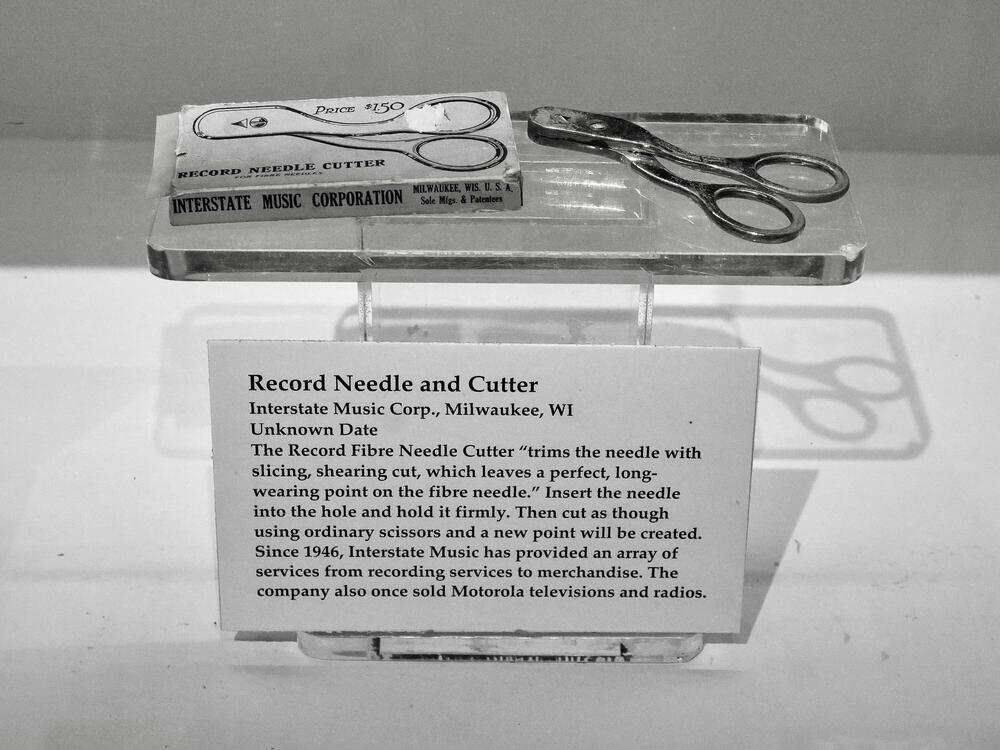 PRICE $1.50
RECORD NEEDLE CUTTER
FOR FIBRE NEEDLES
INTERSTATE MUSIC CORPORATION
MILWAUKEE, WIS. U. S. A.
Sole Mfgs. & Patentees
Record Needle and Cutter
Interstate Music Corp., Milwaukee, WI
Unknown Date
The Record Fibre Needle Cutter “trims the needle with
slicing, shearing cut, which leaves a perfect, long-
wearing point on the fibre needle.” Insert the needle
into the hole and hold it firmly. Then cut as though
using ordinary scissors and a new point will be created.
Since 1946, Interstate Music has provided an array of
services from recording services to merchandise. The
company also once sold Motorola televisions and radios.